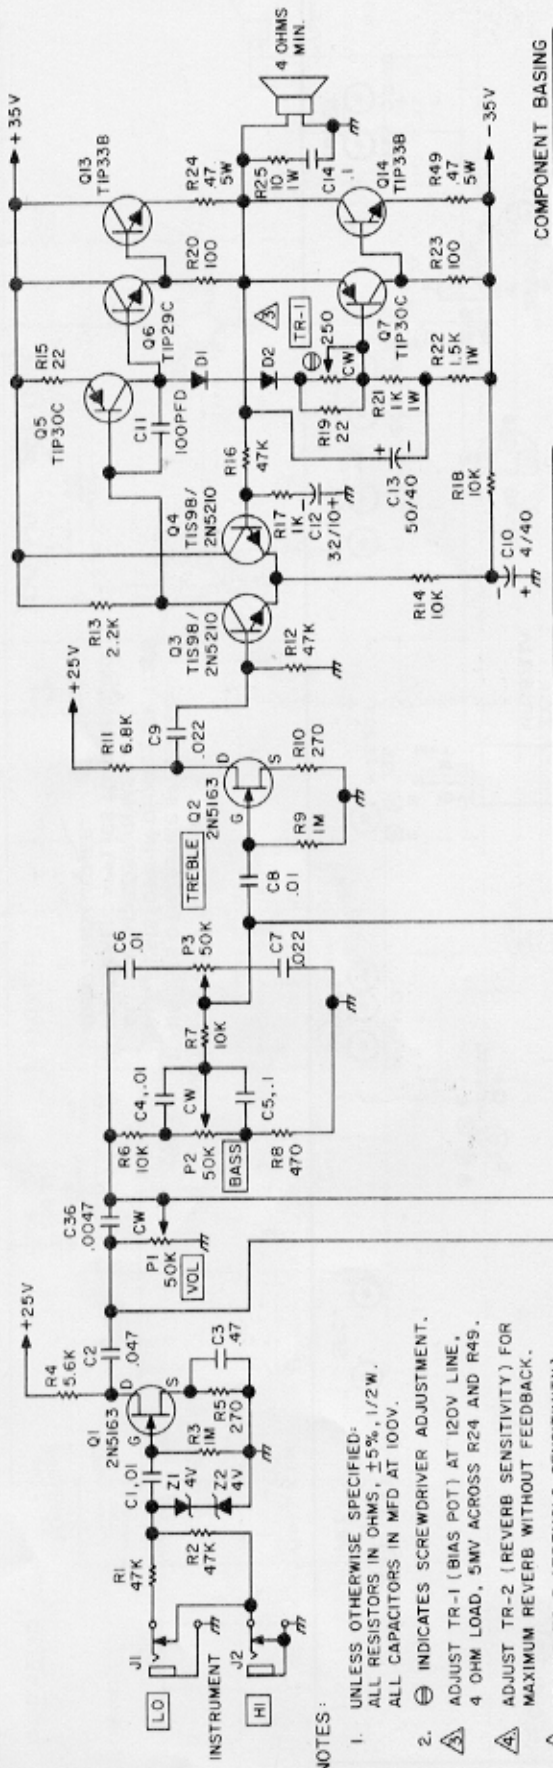 LO
INSTRUMENT
HI
J1
J2
R1
47K
R2
47K
C1,.01
Z1
4V
Z2
4V
R3
1M
R4
5.6K
+25V
Q1
2N5163
G
D
S
R5
270
C3
.47
C2
.047
P1
50K
VOL
CW
C36
.0047
R6
10K
P2
50K
BASS
CW
C4,.01
C5,.1
R8
470
R7
10K
C6
.01
P3
50K
TREBLE
C7
.022
C8
.01
Q2
2N5163
G
D
S
R9
1M
R10
270
R11
6.8K
+25V
C9
.022
R12
47K
R13
2.2K
Q3
TIS98/
2N5210
Q4
TIS98/
2N5210
R14
10K
R17
1K
C12
32/10
R16
47K
Q5
TIP30C
R15
22
C11
100PFD
D1
D2
3
TR-1
250
CW
R19
22
C13
50/40
R21
1K
1W
R22
1.5K
1W
R18
10K
C10
4/40
Q6
TIP29C
Q7
TIP30C
R20
100
R23
100
Q13
TIP33B
Q14
TIP33B
R24
.47
5W
R49
.47
5W
R25
10
1W
C14
.1
+35V
-35V
4 OHMS
MIN.
COMPONENT BASING
NOTES:
1. UNLESS OTHERWISE SPECIFIED:
ALL RESISTORS IN OHMS, ±5%, 1/2W.
ALL CAPACITORS IN MFD AT 100V.
2. ⊖ INDICATES SCREWDRIVER ADJUSTMENT.
3 ADJUST TR-1 (BIAS POT) AT 120V LINE,
4 OHM LOAD, 5MV ACROSS R24 AND R49.
4. ADJUST TR-2 (REVERB SENSITIVITY) FOR
MAXIMUM REVERB WITHOUT FEEDBACK.